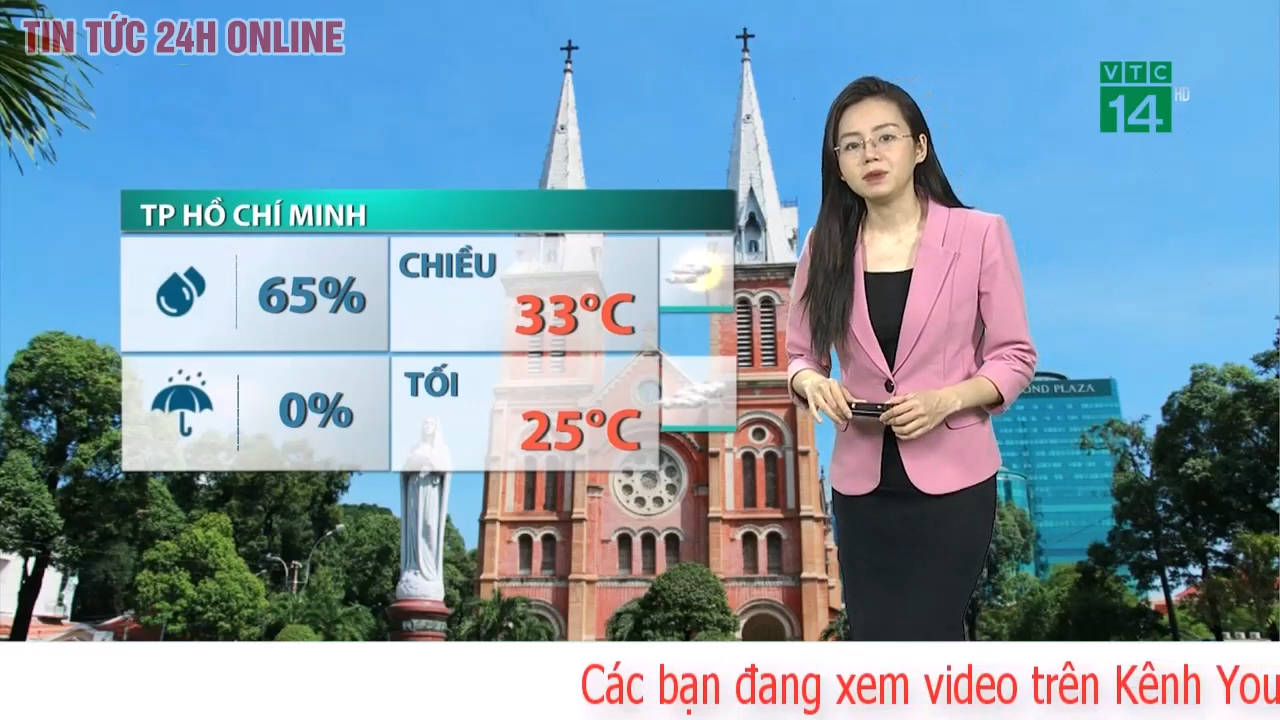 TIN TỨC 24H ONLINE
VTC
14 HD
TP HỒ CHÍ MINH
65%
CHIỀU
33°C
0%
TỐI
25°C
OND PLAZA
Các bạn đang xem video trên Kênh You